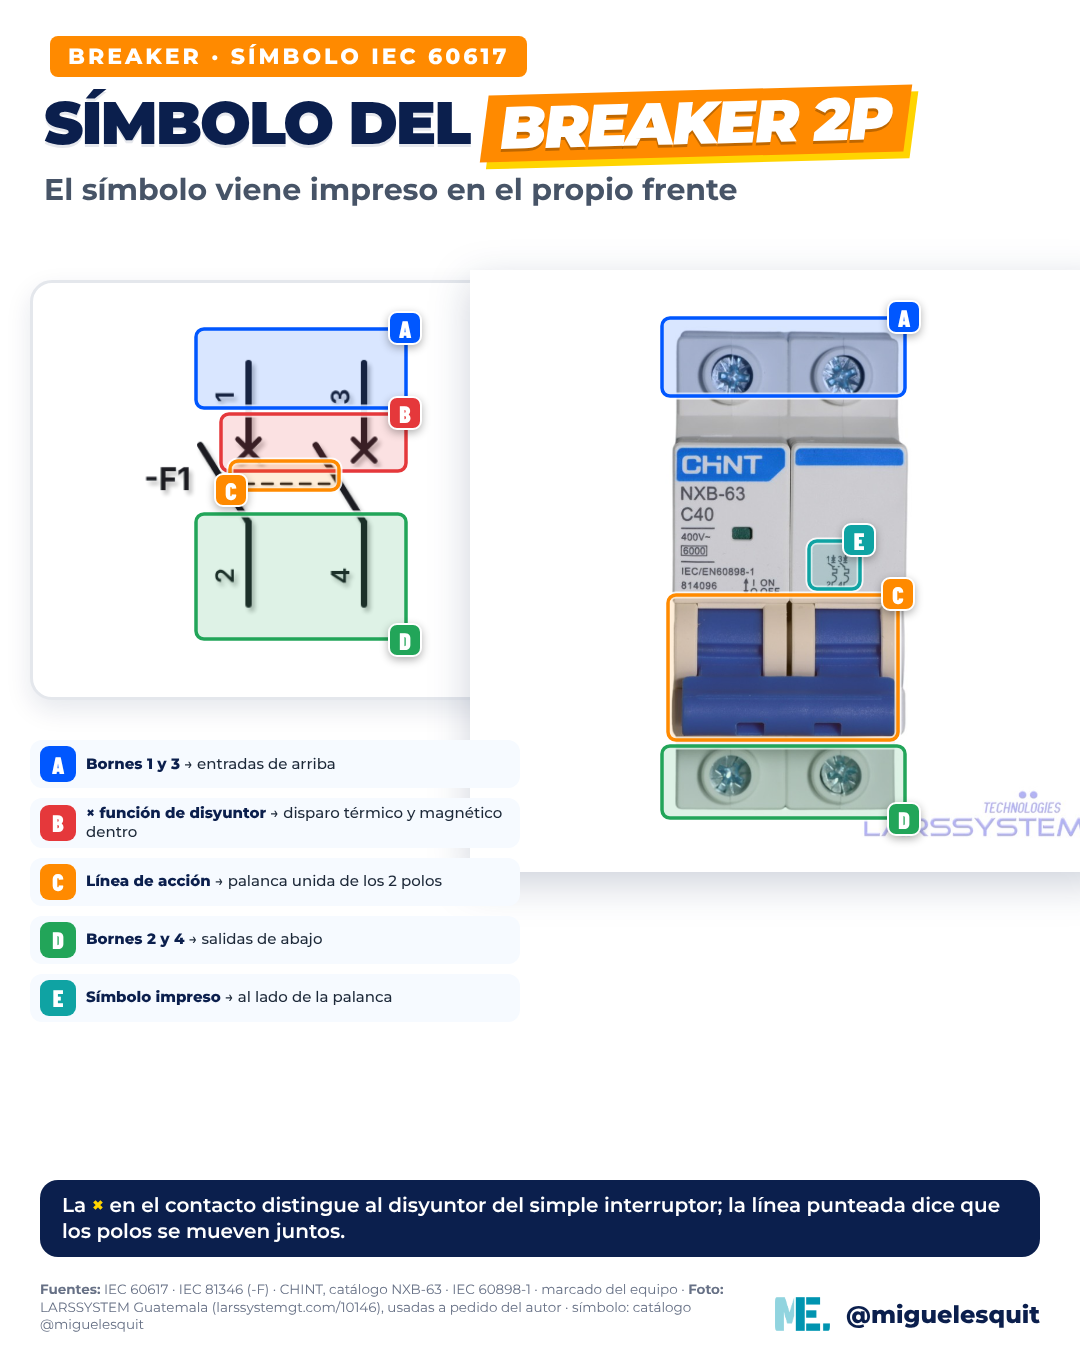 BREAKER · SÍMBOLO IEC 60617
SÍMBOLO DEL BREAKER 2P
El símbolo viene impreso en el propio frente
A
1
3
B
-F1
C
2
4
D
A
CHINT
NXB-63
C40
400V~
6000
E
IEC/EN60898-1
814096
I ON
C
D
TECHNOLOGIES
LARSSYSTEM
A Bornes 1 y 3 → entradas de arriba
B × función de disyuntor → disparo térmico y magnético
dentro
C Línea de acción → palanca unida de los 2 polos
D Bornes 2 y 4 → salidas de abajo
E Símbolo impreso → al lado de la palanca
La × en el contacto distingue al disyuntor del simple interruptor; la línea punteada dice que
los polos se mueven juntos.
Fuentes: IEC 60617 · IEC 81346 (-F) · CHINT, catálogo NXB-63 · IEC 60898-1 · marcado del equipo · Foto:
LARSSYSTEM Guatemala (larssystemgt.com/10146), usadas a pedido del autor · símbolo: catálogo
@miguelesquit
ME. @miguelesquit